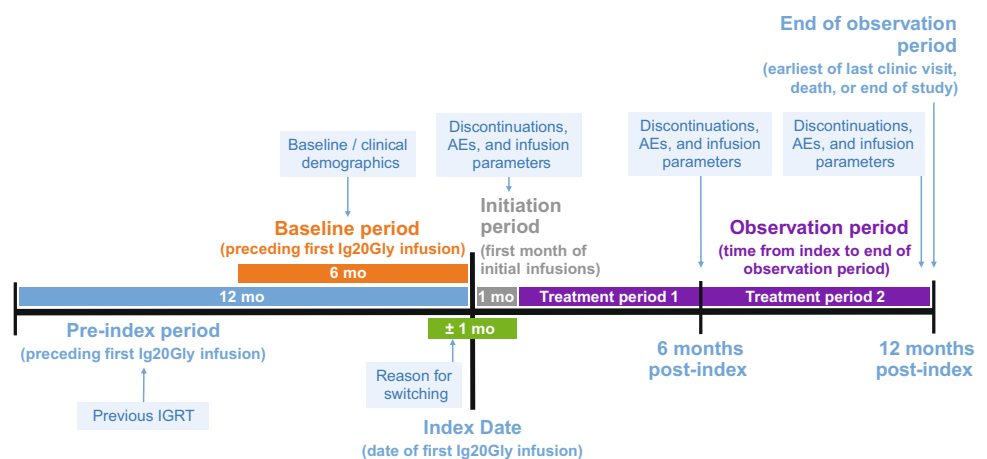 End of observation
period
(earliest of last clinic visit,
death, or end of study)
Baseline / clinical
demographics
Discontinuations,
AEs, and infusion
parameters
Discontinuations,
AEs, and infusion
parameters
Discontinuations,
AEs, and infusion
parameters
Baseline period
(preceding first Ig20Gly infusion)
Initiation
period
(first month of
initial infusions)
Observation period
(time from index to end of
observation period)
6 mo
12 mo
1 mo
Treatment period 1
Treatment period 2
± 1 mo
Pre-index period
(preceding first Ig20Gly infusion)
6 months
post-index
12 months
post-index
Reason for
switching
Previous IGRT
Index Date
(date of first Ig20Gly infusion)